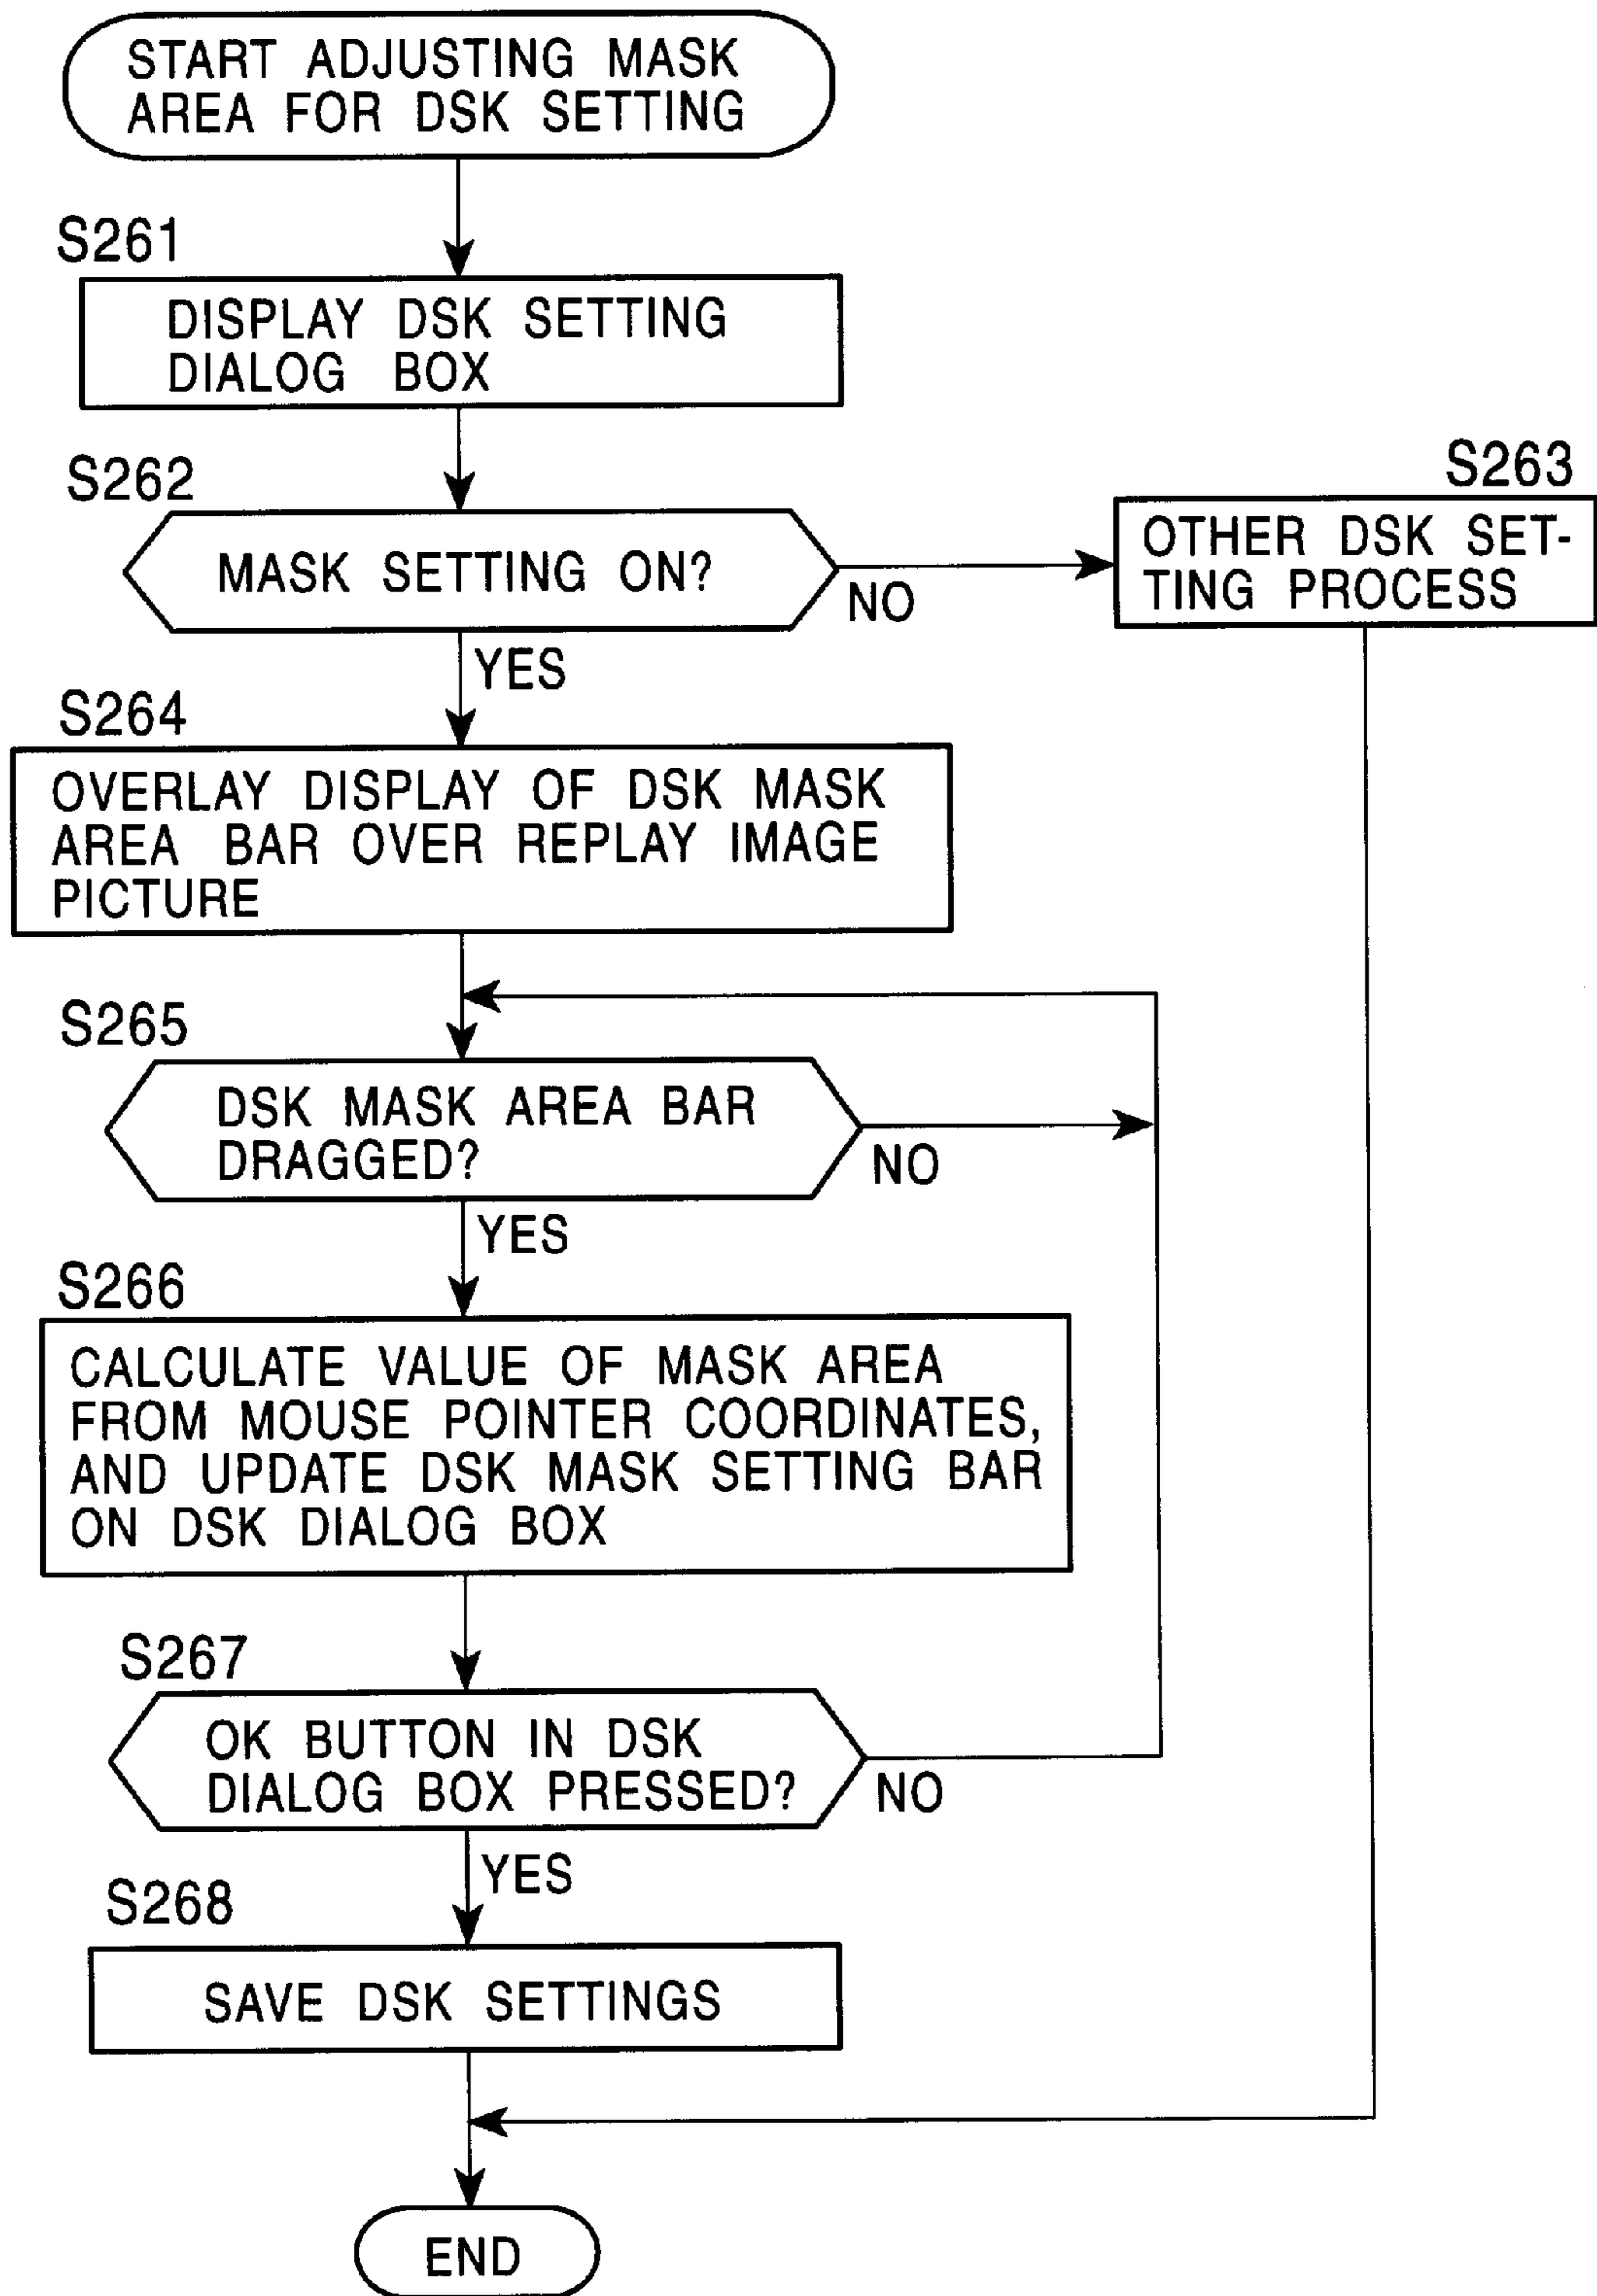 START ADJUSTING MASK
AREA FOR DSK SETTING
S261
DISPLAY DSK SETTING
DIALOG BOX
S262
MASK SETTING ON?
NO
S263
OTHER DSK SET-
TING PROCESS
YES
S264
OVERLAY DISPLAY OF DSK MASK
AREA BAR OVER REPLAY IMAGE
PICTURE
S265
DSK MASK AREA BAR
DRAGGED?
NO
YES
S266
CALCULATE VALUE OF MASK AREA
FROM MOUSE POINTER COORDINATES,
AND UPDATE DSK MASK SETTING BAR
ON DSK DIALOG BOX
S267
OK BUTTON IN DSK
DIALOG BOX PRESSED?
NO
YES
S268
SAVE DSK SETTINGS
END